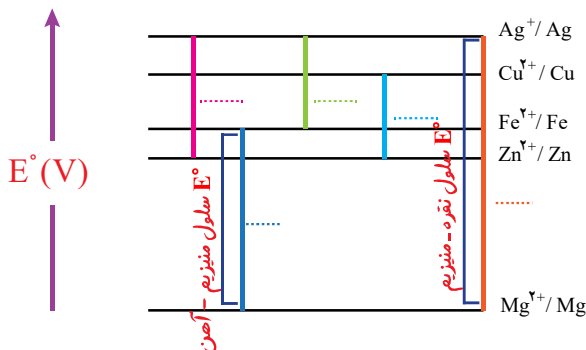 Ag⁺/ Ag
Cu²⁺/ Cu
Fe²⁺/ Fe
Zn²⁺/ Zn
Mg²⁺/ Mg
E°(V)
E° سلول منیزیم - آهن
E° سلول نقره - منیزیم